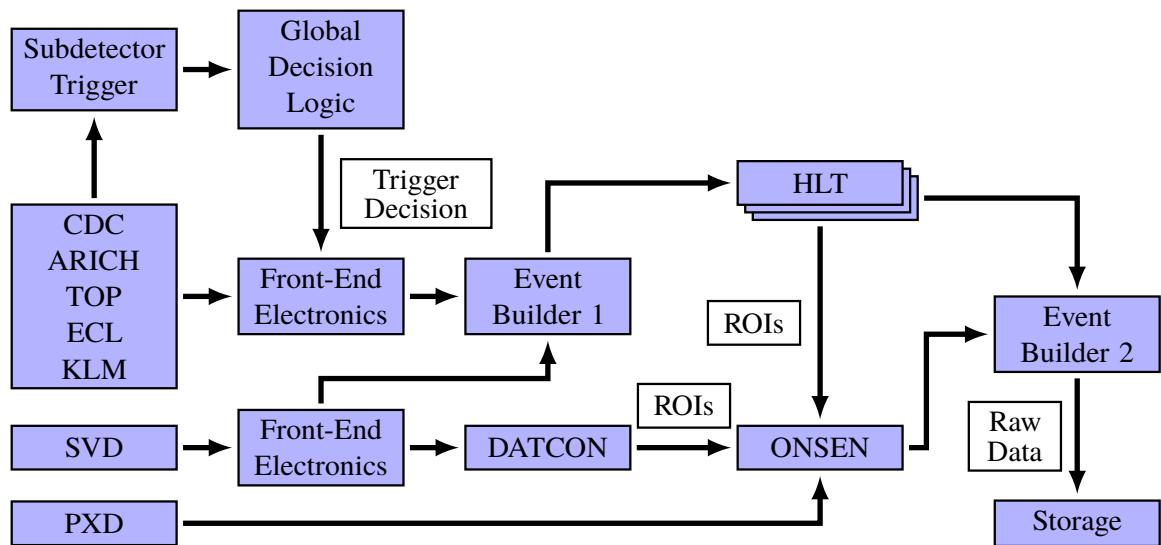 Subdetector
Trigger
Global
Decision
Logic
Trigger
Decision
HLT
CDC
ARICH
TOP
ECL
KLM
Front-End
Electronics
Event
Builder 1
ROIs
Event
Builder 2
ROIs
SVD
Front-End
Electronics
DATCON
ONSEN
Raw
Data
PXD
Storage